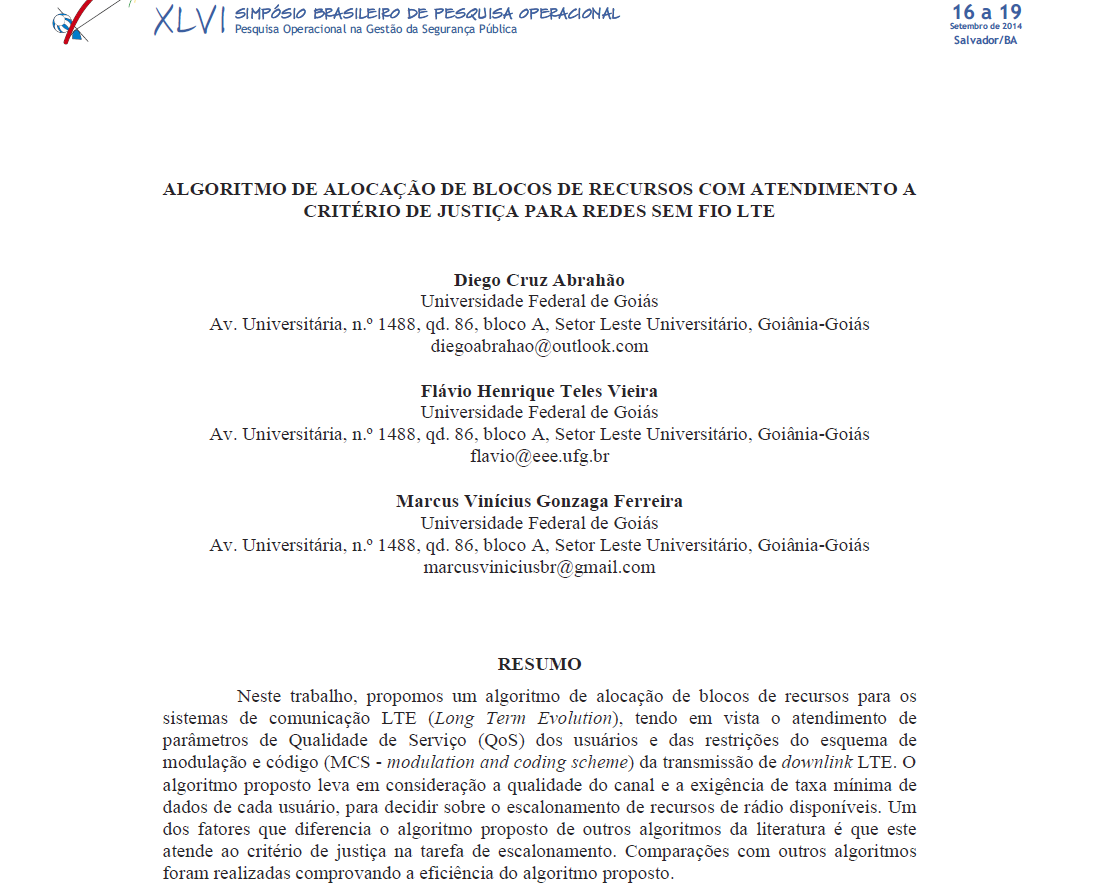 XLVI SIMPÓSIO BRASILEIRO DE PESQUISA OPERACIONAL
Pesquisa Operacional na Gestão da Segurança Pública
16 a 19
Setembro de 2014
Salvador/BA
ALGORITMO DE ALOCAÇÃO DE BLOCOS DE RECURSOS COM ATENDIMENTO A
CRITÉRIO DE JUSTIÇA PARA REDES SEM FIO LTE
Diego Cruz Abrahão
Universidade Federal de Goiás
Av. Universitária, n.º 1488, qd. 86, bloco A, Setor Leste Universitário, Goiânia-Goiás
diegoabrahao@outlook.com
Flávio Henrique Teles Vieira
Universidade Federal de Goiás
Av. Universitária, n.º 1488, qd. 86, bloco A, Setor Leste Universitário, Goiânia-Goiás
flavio@eee.ufg.br
Marcus Vinícius Gonzaga Ferreira
Universidade Federal de Goiás
Av. Universitária, n.º 1488, qd. 86, bloco A, Setor Leste Universitário, Goiânia-Goiás
marcusviniciusbr@gmail.com
RESUMO
Neste trabalho, propomos um algoritmo de alocação de blocos de recursos para os
sistemas de comunicação LTE (Long Term Evolution), tendo em vista o atendimento de
parâmetros de Qualidade de Serviço (QoS) dos usuários e das restrições do esquema de
modulação e código (MCS - modulation and coding scheme) da transmissão de downlink LTE. O
algoritmo proposto leva em consideração a qualidade do canal e a exigência de taxa mínima de
dados de cada usuário, para decidir sobre o escalonamento de recursos de rádio disponíveis. Um
dos fatores que diferencia o algoritmo proposto de outros algoritmos da literatura é que este
atende ao critério de justiça na tarefa de escalonamento. Comparações com outros algoritmos
foram realizadas comprovando a eficiência do algoritmo proposto.